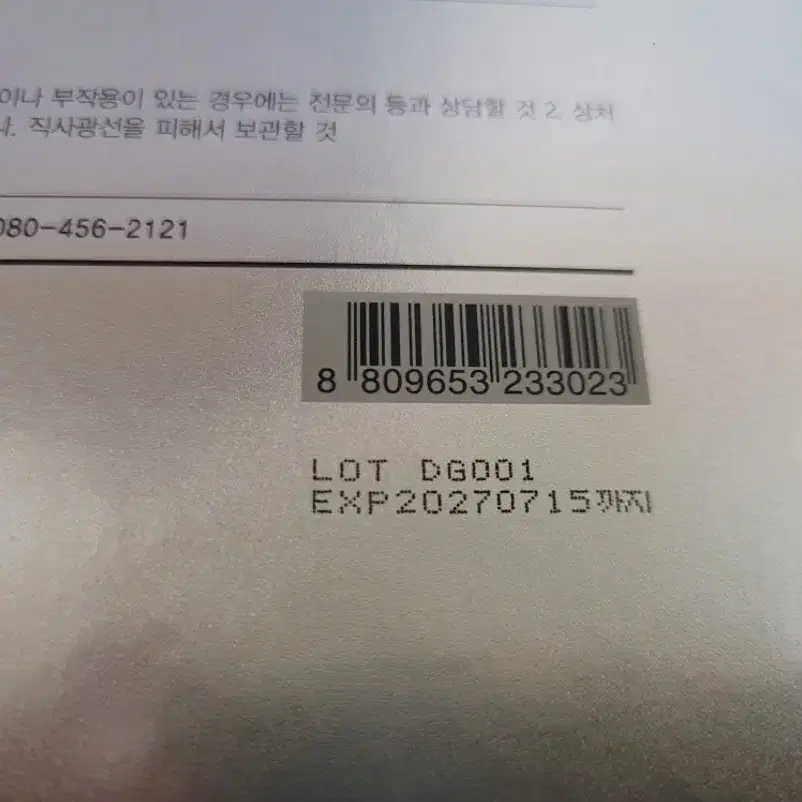 이나 부작용이 있는 경우에는 전문의 등과 상담할 것 2. 상처
직사광선을 피해서 보관할 것
080-456-2121
8 809653 233023
LOT DG001
EXP20270715까지